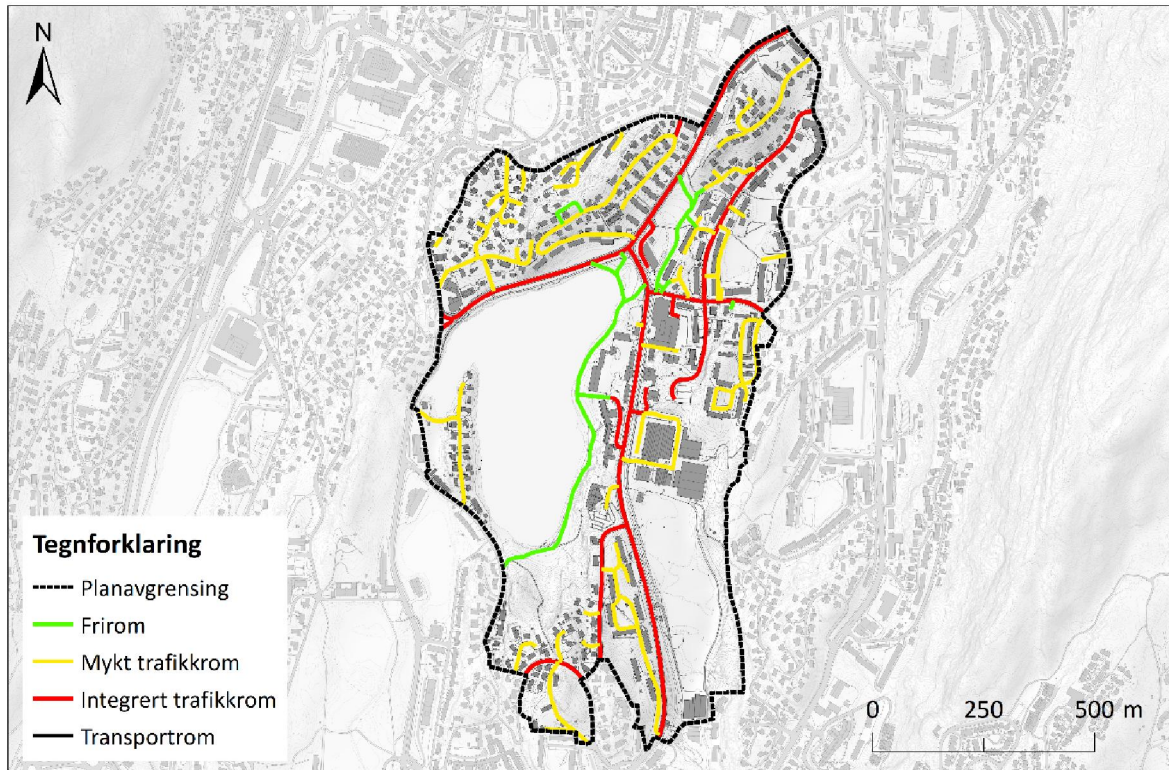 N
Tegnforklaring
Planavgrensing
Frirom
Mykt trafikkrom
Integrert trafikkrom
Transportrom
0 250 500 m